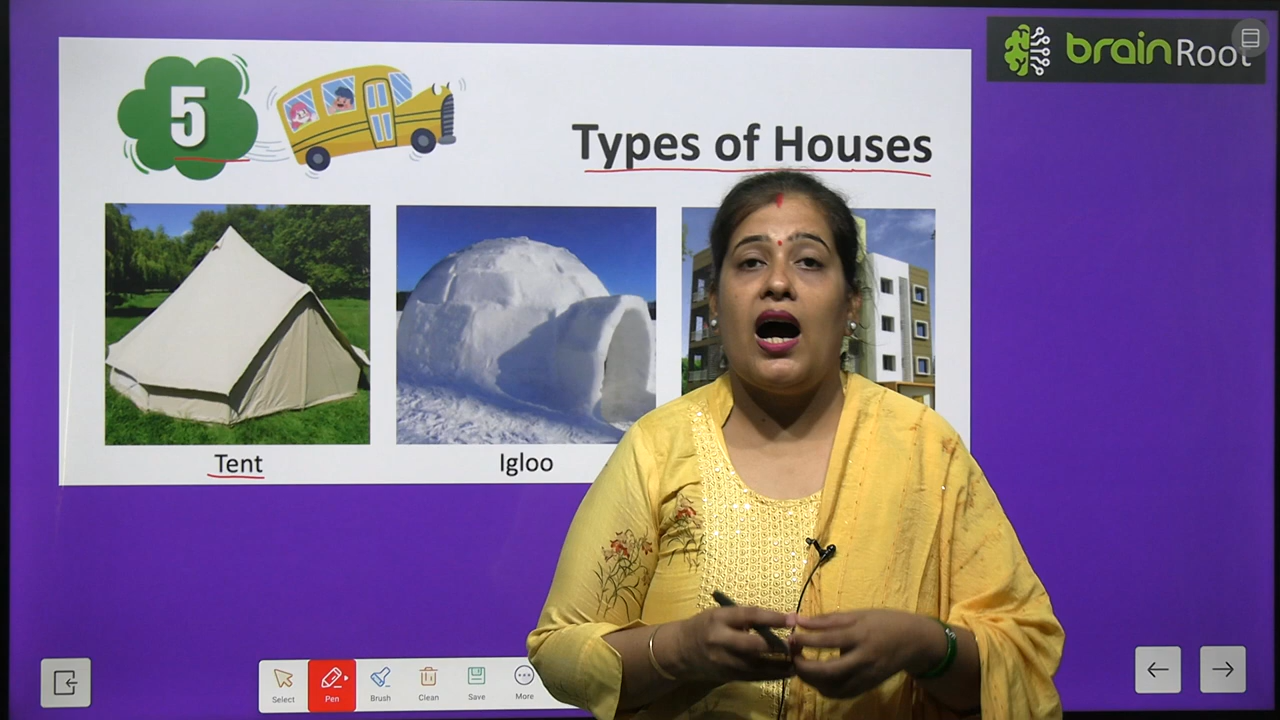 5
brainRoot
Types of Houses
Tent
Igloo
Select
Pen
Brush
Clean
Save
More